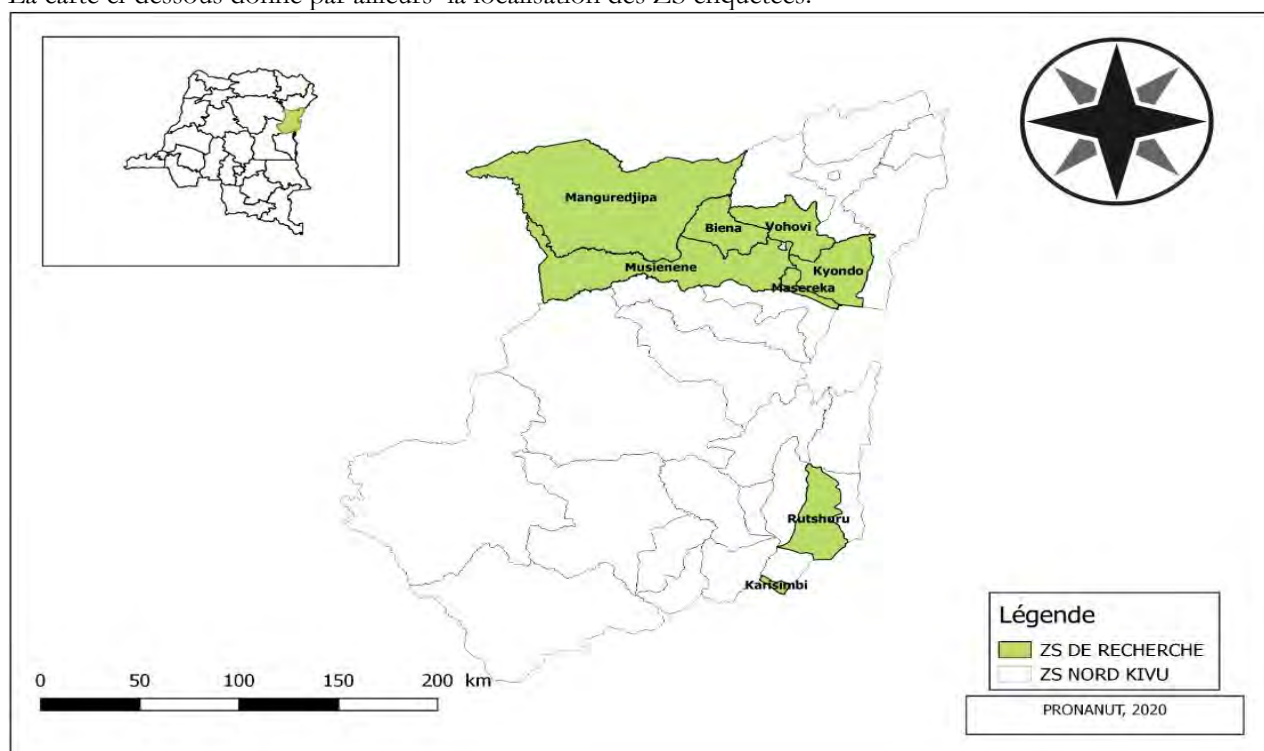 La carte ci-dessous donne par ailleurs la localisation des ZS enquêtées.
Manguredjipa
Biena
Vohovi
Musienene
Kyondo
Masereka
Rutshuru
Karisimbi
Légende
ZS DE RECHERCHE
ZS NORD KIVU
0 50 100 150 200 km
PRONANUT, 2020